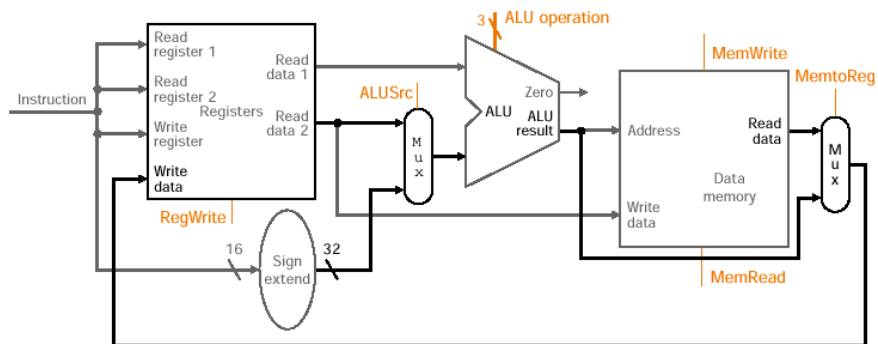 3
ALU operation
Read
register 1
Read
data 1
MemWrite
MemtoReg
Zero
Instruction
Read
register 2
Registers
ALUSrc
ALU
ALU
result
Read
data 2
Write
register
Mux
Address
Read
data
Mux
Write
data
Data
memory
Write
data
RegWrite
16
Sign
extend
32
MemRead